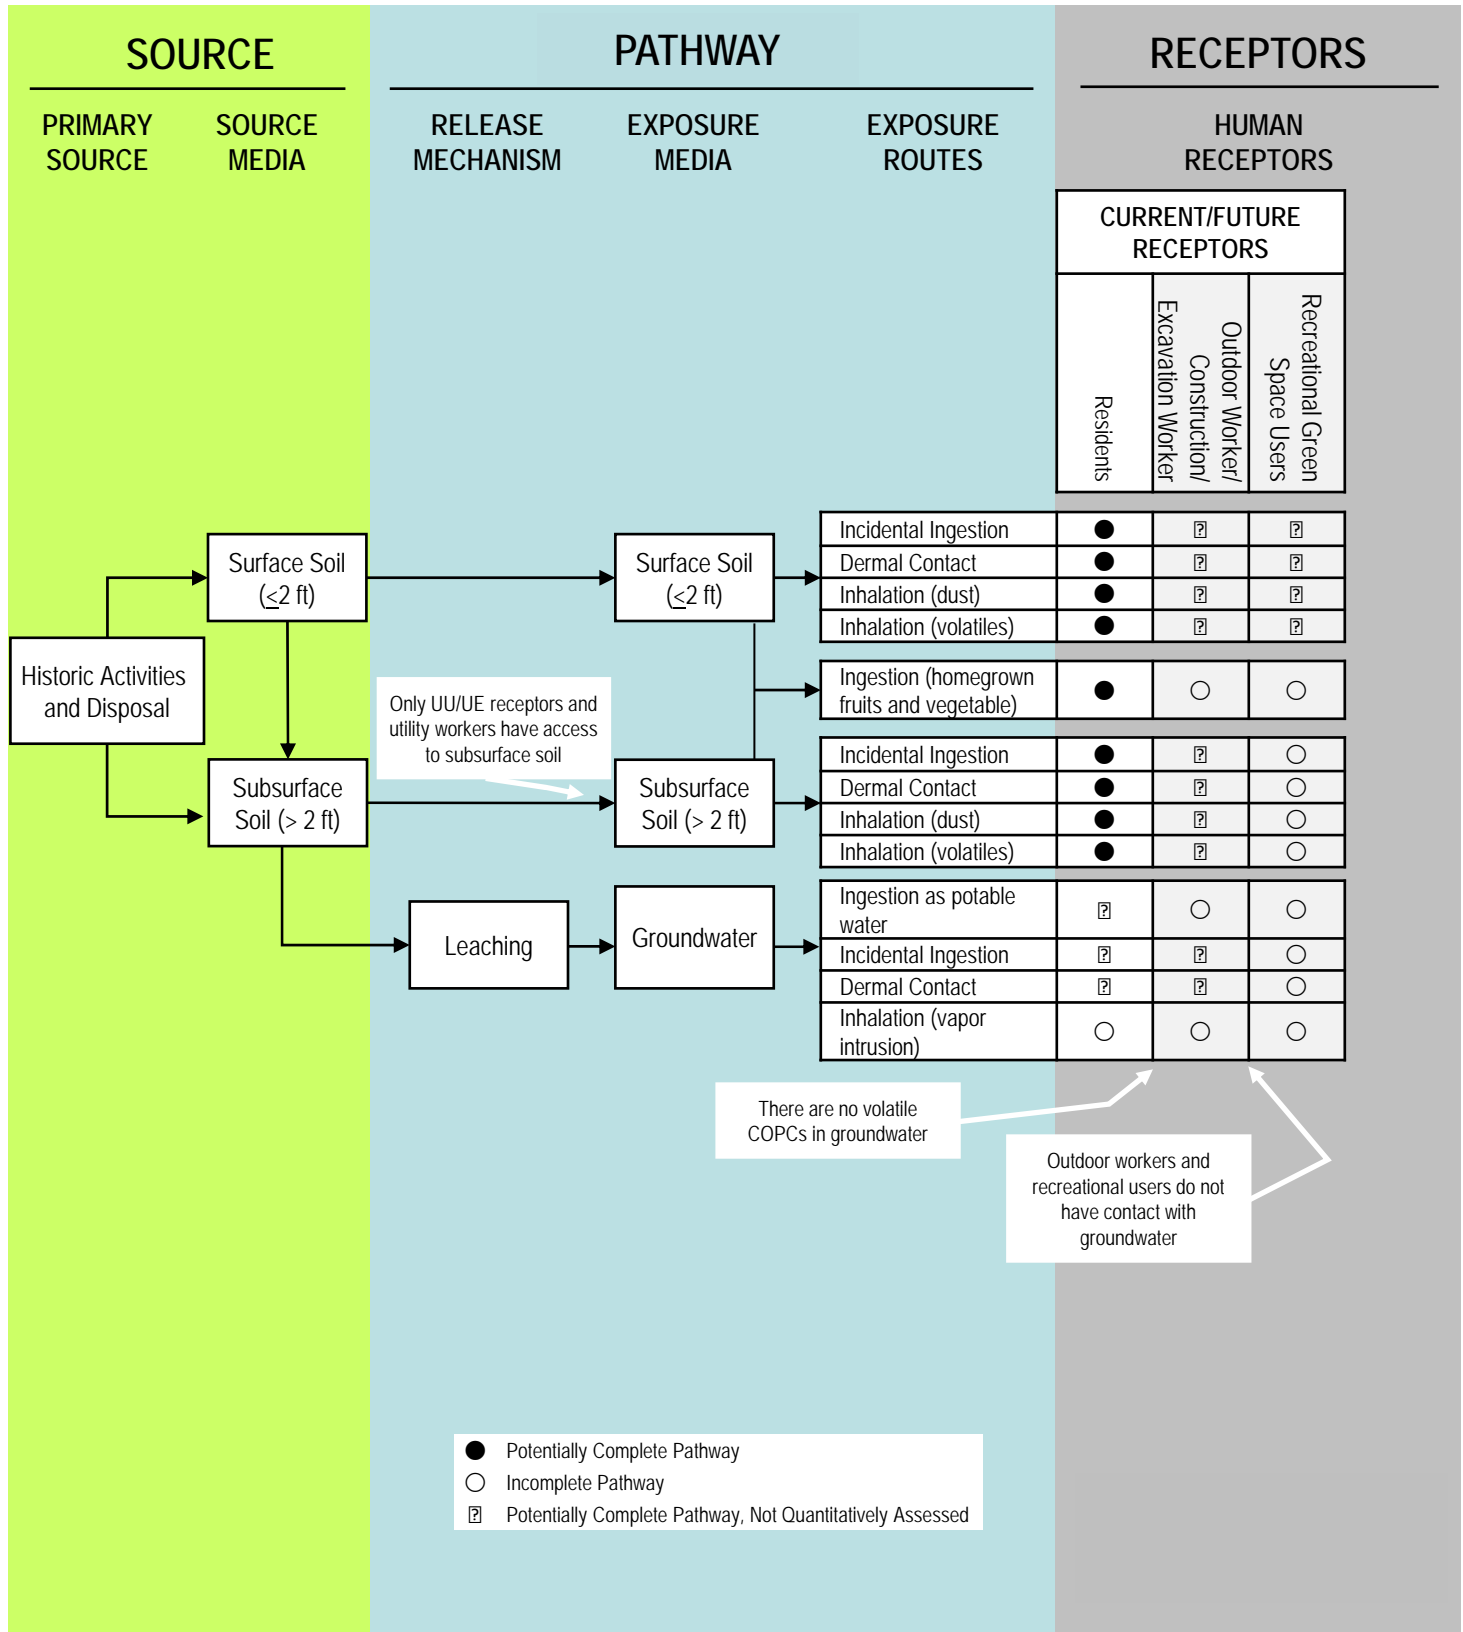 SOURCE
PATHWAY
RECEPTORS
PRIMARY
SOURCE
SOURCE
MEDIA
RELEASE
MECHANISM
EXPOSURE
MEDIA
EXPOSURE
ROUTES
HUMAN
RECEPTORS
CURRENT/FUTURE
RECEPTORS
Residents
Outdoor Worker/
Construction/
Excavation Worker
Recreational Green
Space Users
Historic Activities
and Disposal
Surface Soil
(≤2 ft)
Surface Soil
(≤2 ft)
Incidental Ingestion ● ? ?
Dermal Contact ● ? ?
Inhalation (dust) ● ? ?
Inhalation (volatiles) ● ? ?
Ingestion (homegrown
fruits and vegetable) ● ○ ○
Only UU/UE receptors and
utility workers have access
to subsurface soil
Subsurface
Soil (> 2 ft)
Subsurface
Soil (> 2 ft)
Incidental Ingestion ● ? ○
Dermal Contact ● ? ○
Inhalation (dust) ● ? ○
Inhalation (volatiles) ● ? ○
Leaching
Groundwater
Ingestion as potable
water ? ○ ○
Incidental Ingestion ? ? ○
Dermal Contact ? ? ○
Inhalation (vapor
intrusion) ○ ○ ○
There are no volatile
COPCs in groundwater
Outdoor workers and
recreational users do not
have contact with
groundwater
● Potentially Complete Pathway
○ Incomplete Pathway
? Potentially Complete Pathway, Not Quantitatively Assessed